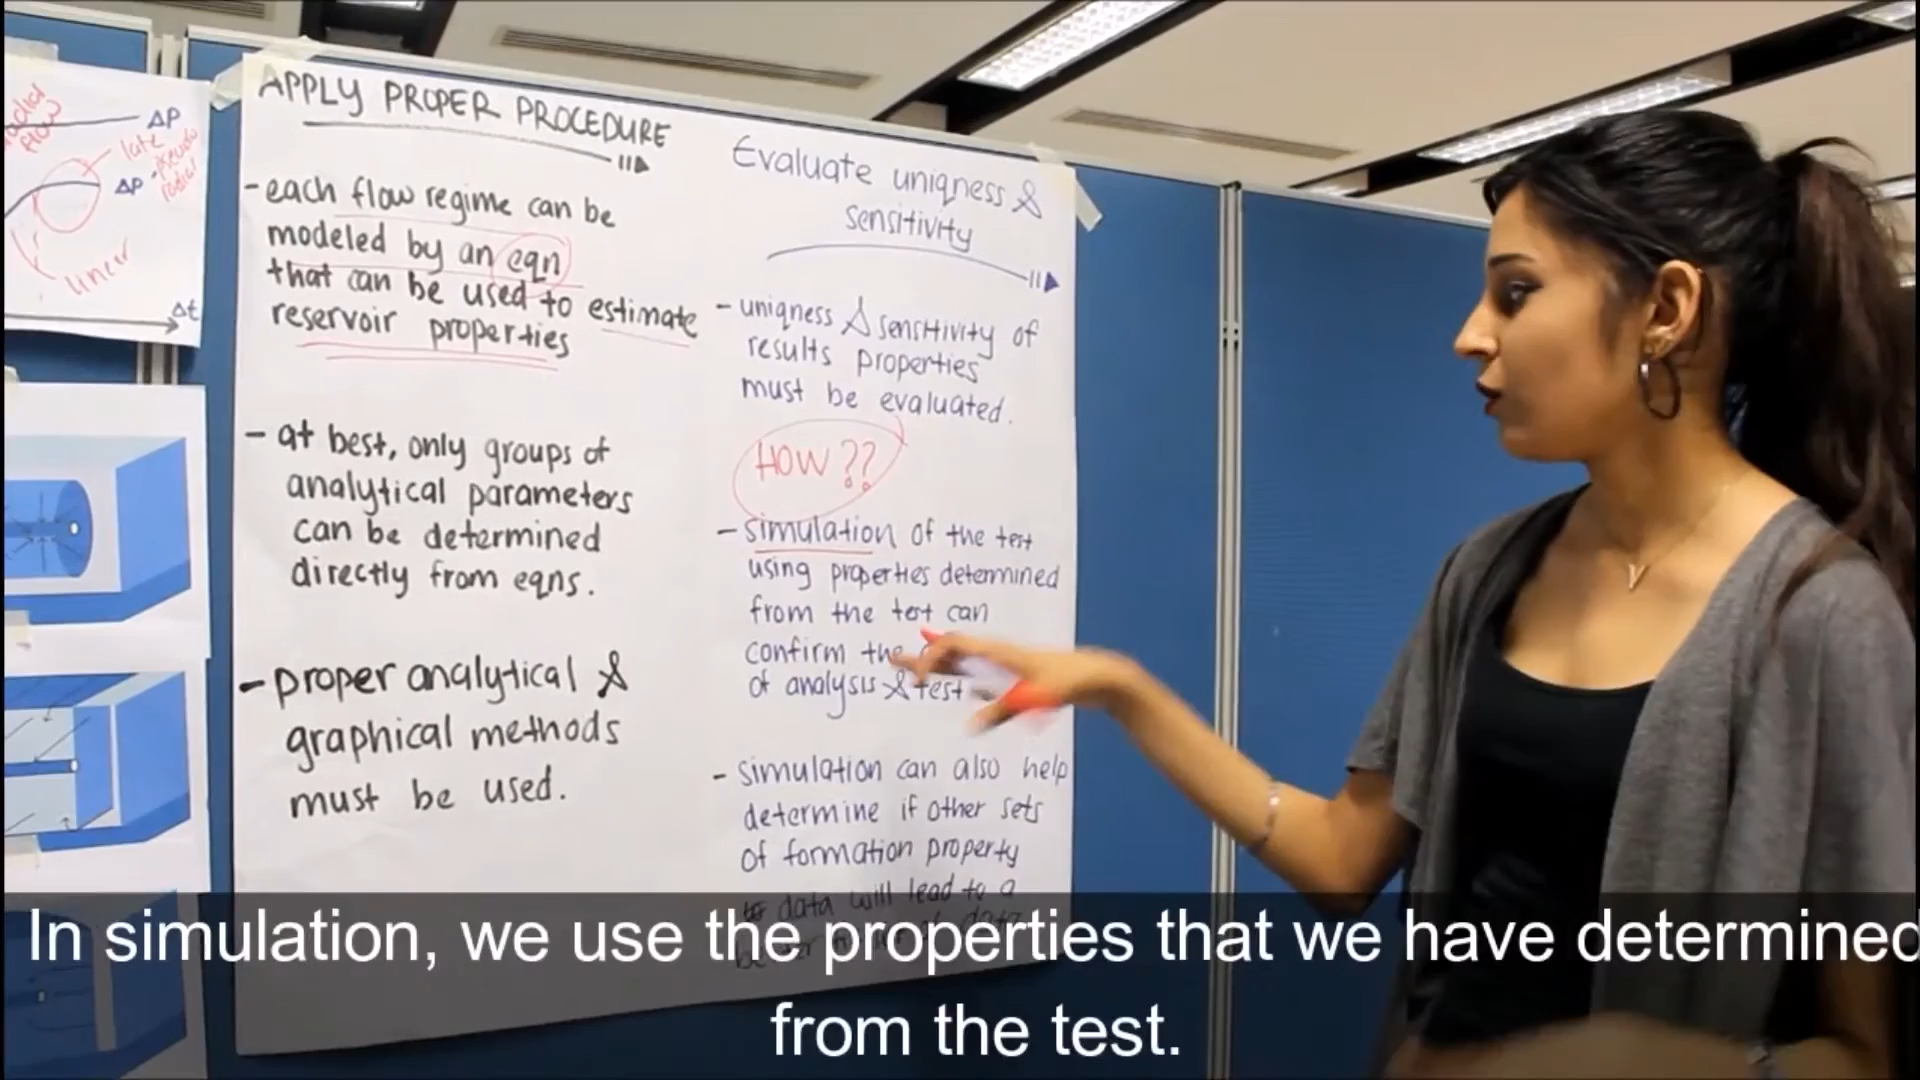 radial
flow
ΔP
late
pseudo
radial
ΔP
linear
Δt
APPLY PROPER PROCEDURE
- each flow regime can be
modeled by an eqn
that can be used to estimate
reservoir properties
- at best, only groups of
analytical parameters
can be determined
directly from eqns.
- proper analytical &
graphical methods
must be used.
Evaluate uniqness &
sensitivity
- uniqness & sensitivity of
results properties
must be evaluated.
HOW??
- simulation of the test
using properties determined
from the test can
confirm the
of analysis & test
- simulation can also help
determine if other sets
of formation property
data will lead to a
In simulation, we use the properties that we have determined
from the test.